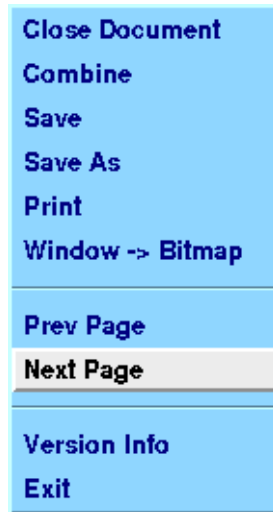 Close Document
Combine
Save
Save As
Print
Window -> Bitmap
Prev Page
Next Page
Version Info
Exit